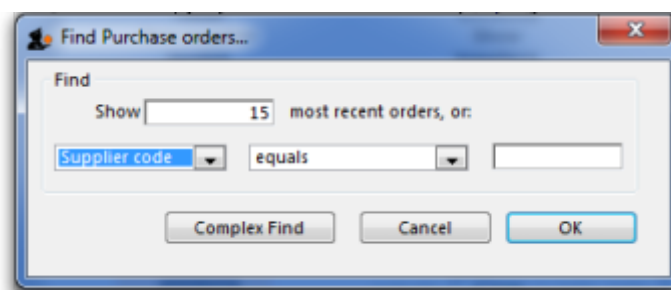 Find Purchase orders...
Find
Show 15 most recent orders, or:
Supplier code equals
Complex Find Cancel OK